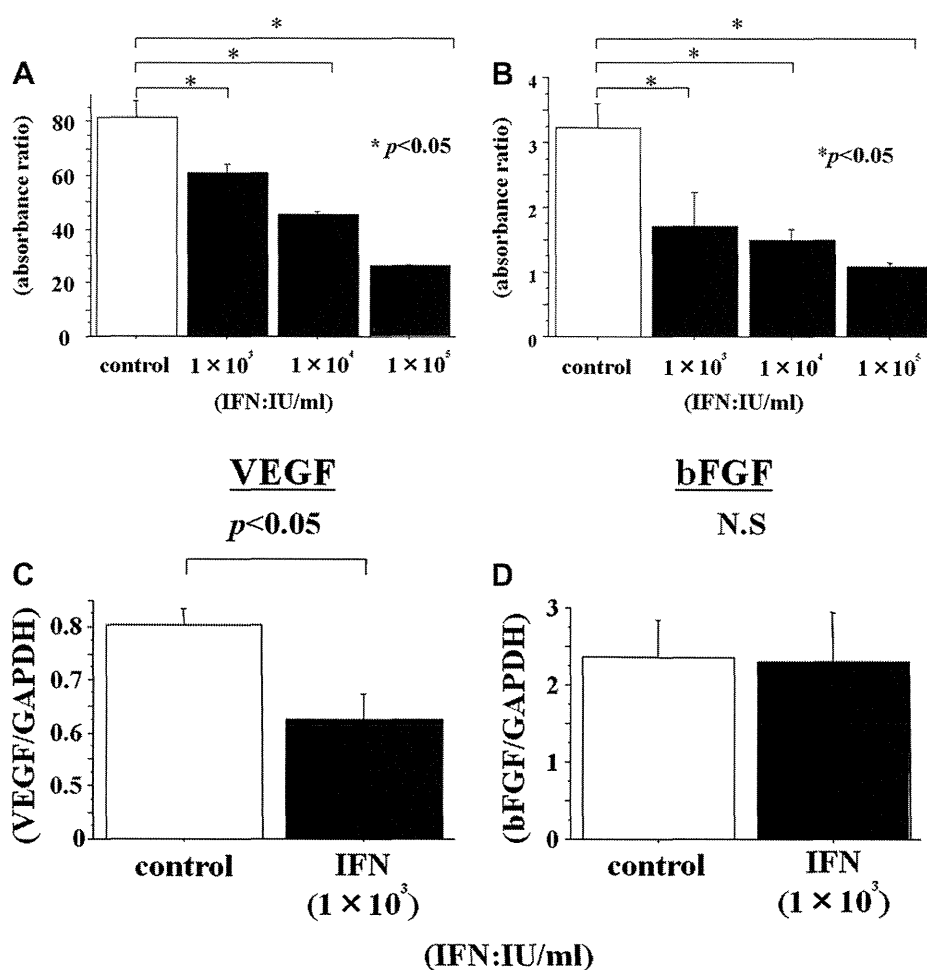 *
*
*
A
(absorbance ratio)
80
60
40
20
0
* p<0.05
control
1 × 10³
1 × 10⁴
1 × 10⁵
(IFN:IU/ml)
*
*
*
B
(absorbance ratio)
4
3
2
1
0
*p<0.05
control
1 × 10³
1 × 10⁴
1 × 10⁵
(IFN:IU/ml)
VEGF
p<0.05
C
(VEGF/GAPDH)
0.8
0.7
0.6
0.5
0
control
IFN
(1 × 10³)
bFGF
N.S
D
(bFGF/GAPDH)
3
2
1
0
control
IFN
(1 × 10³)
(IFN:IU/ml)